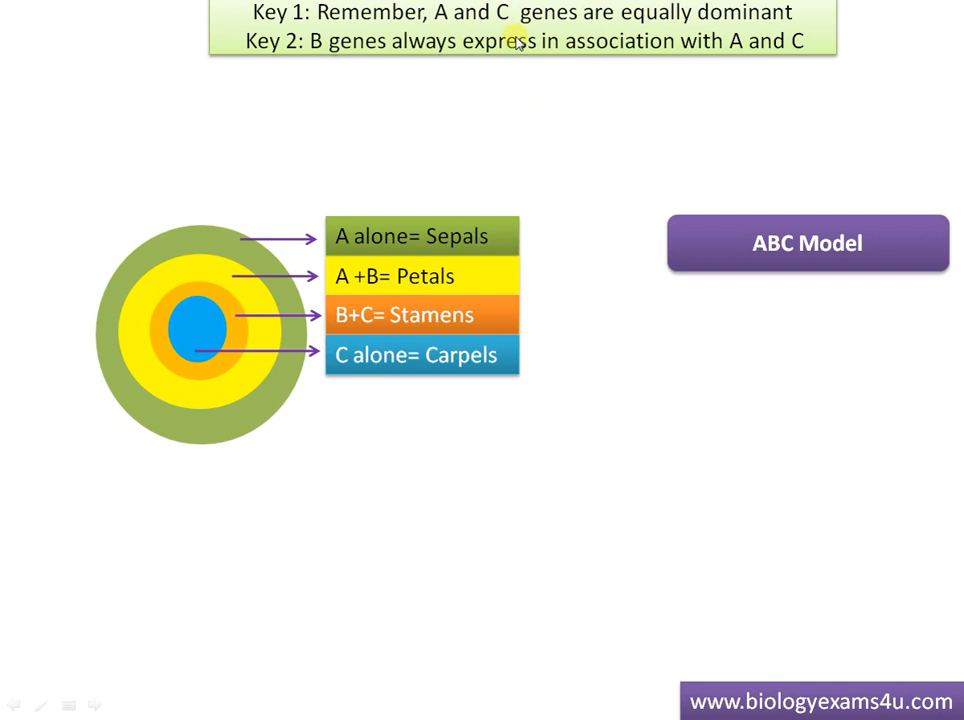 Key 1: Remember, A and C genes are equally dominant
Key 2: B genes always express in association with A and C
A alone= Sepals
A +B= Petals
B+C= Stamens
C alone= Carpels
ABC Model
www.biologyexams4u.com